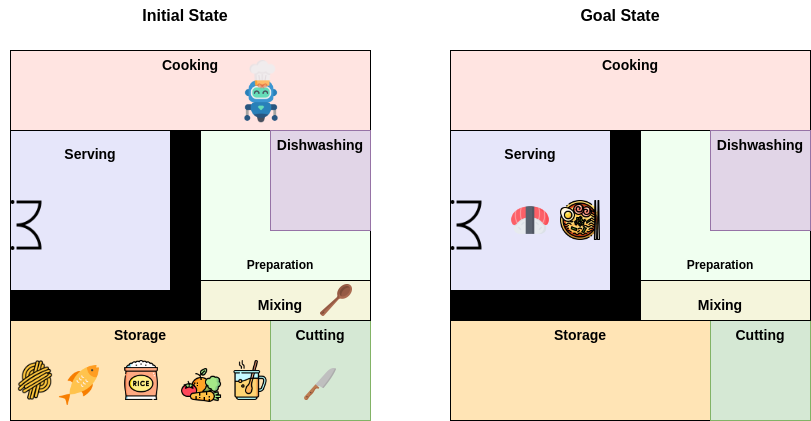 Initial State
Cooking
Serving
Dishwashing
Preparation
Mixing
Storage
Cutting
RICE
Goal State
Cooking
Serving
Dishwashing
Preparation
Mixing
Storage
Cutting